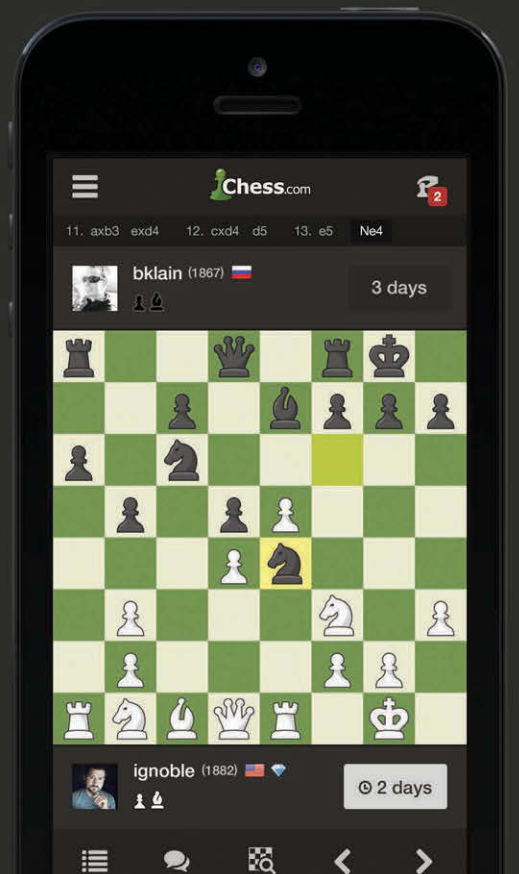 Chess.com
2
11. axb3 exd4 12. cxd4 d5 13. e5 Ne4
bklain (1867)
3 days
ignoble (1882)
2 days